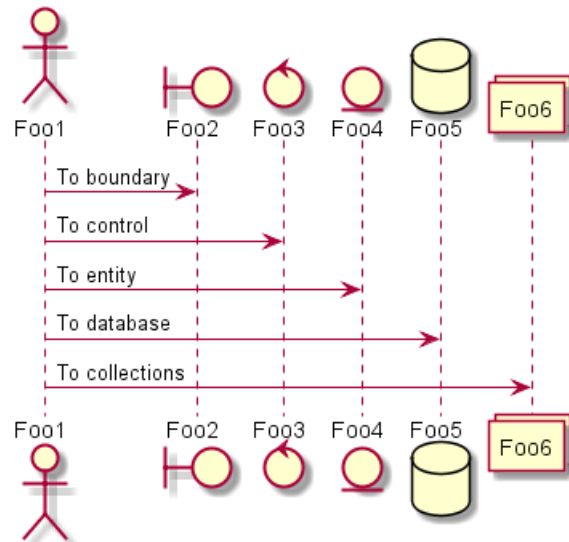 Foo1 Foo2 Foo3 Foo4 Foo5 Foo6
To boundary
To control
To entity
To database
To collections
Foo1 Foo2 Foo3 Foo4 Foo5 Foo6